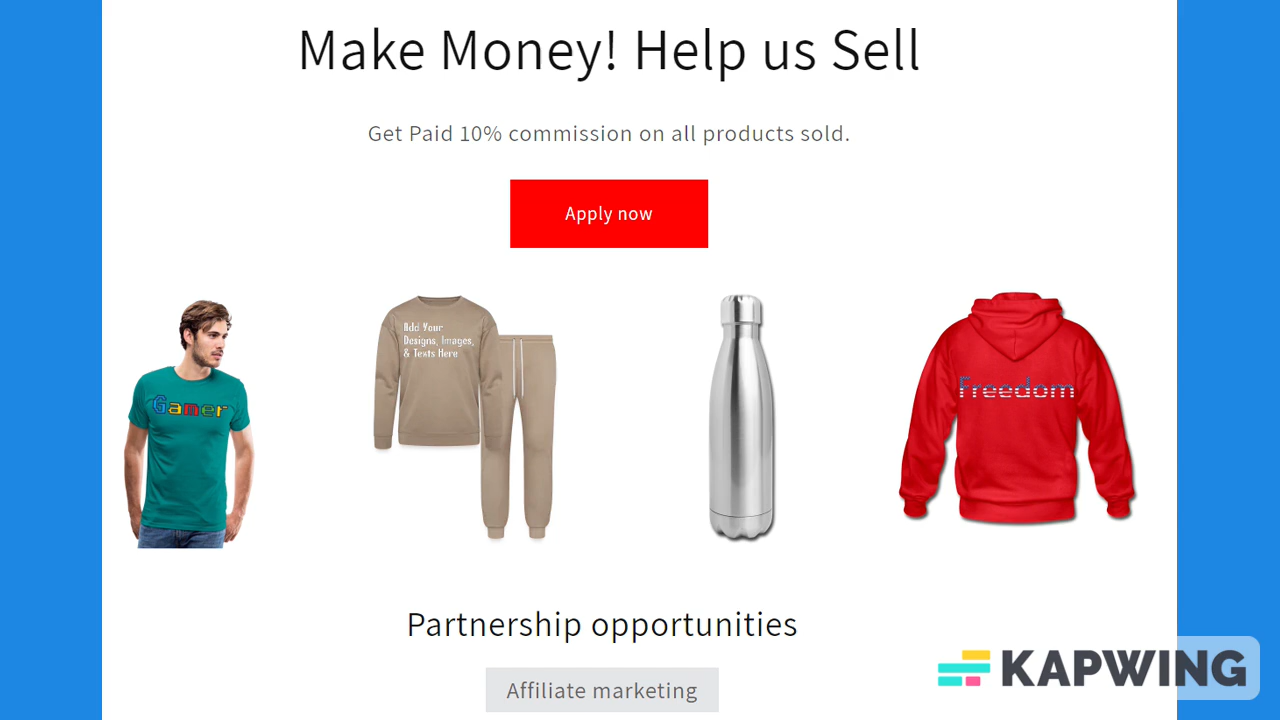 Make Money! Help us Sell
Get Paid 10% commission on all products sold.
Apply now
Gamer
Add Your
Designs, Images,
& Texts Here
Freedom
Partnership opportunities
Affiliate marketing
KAPWING